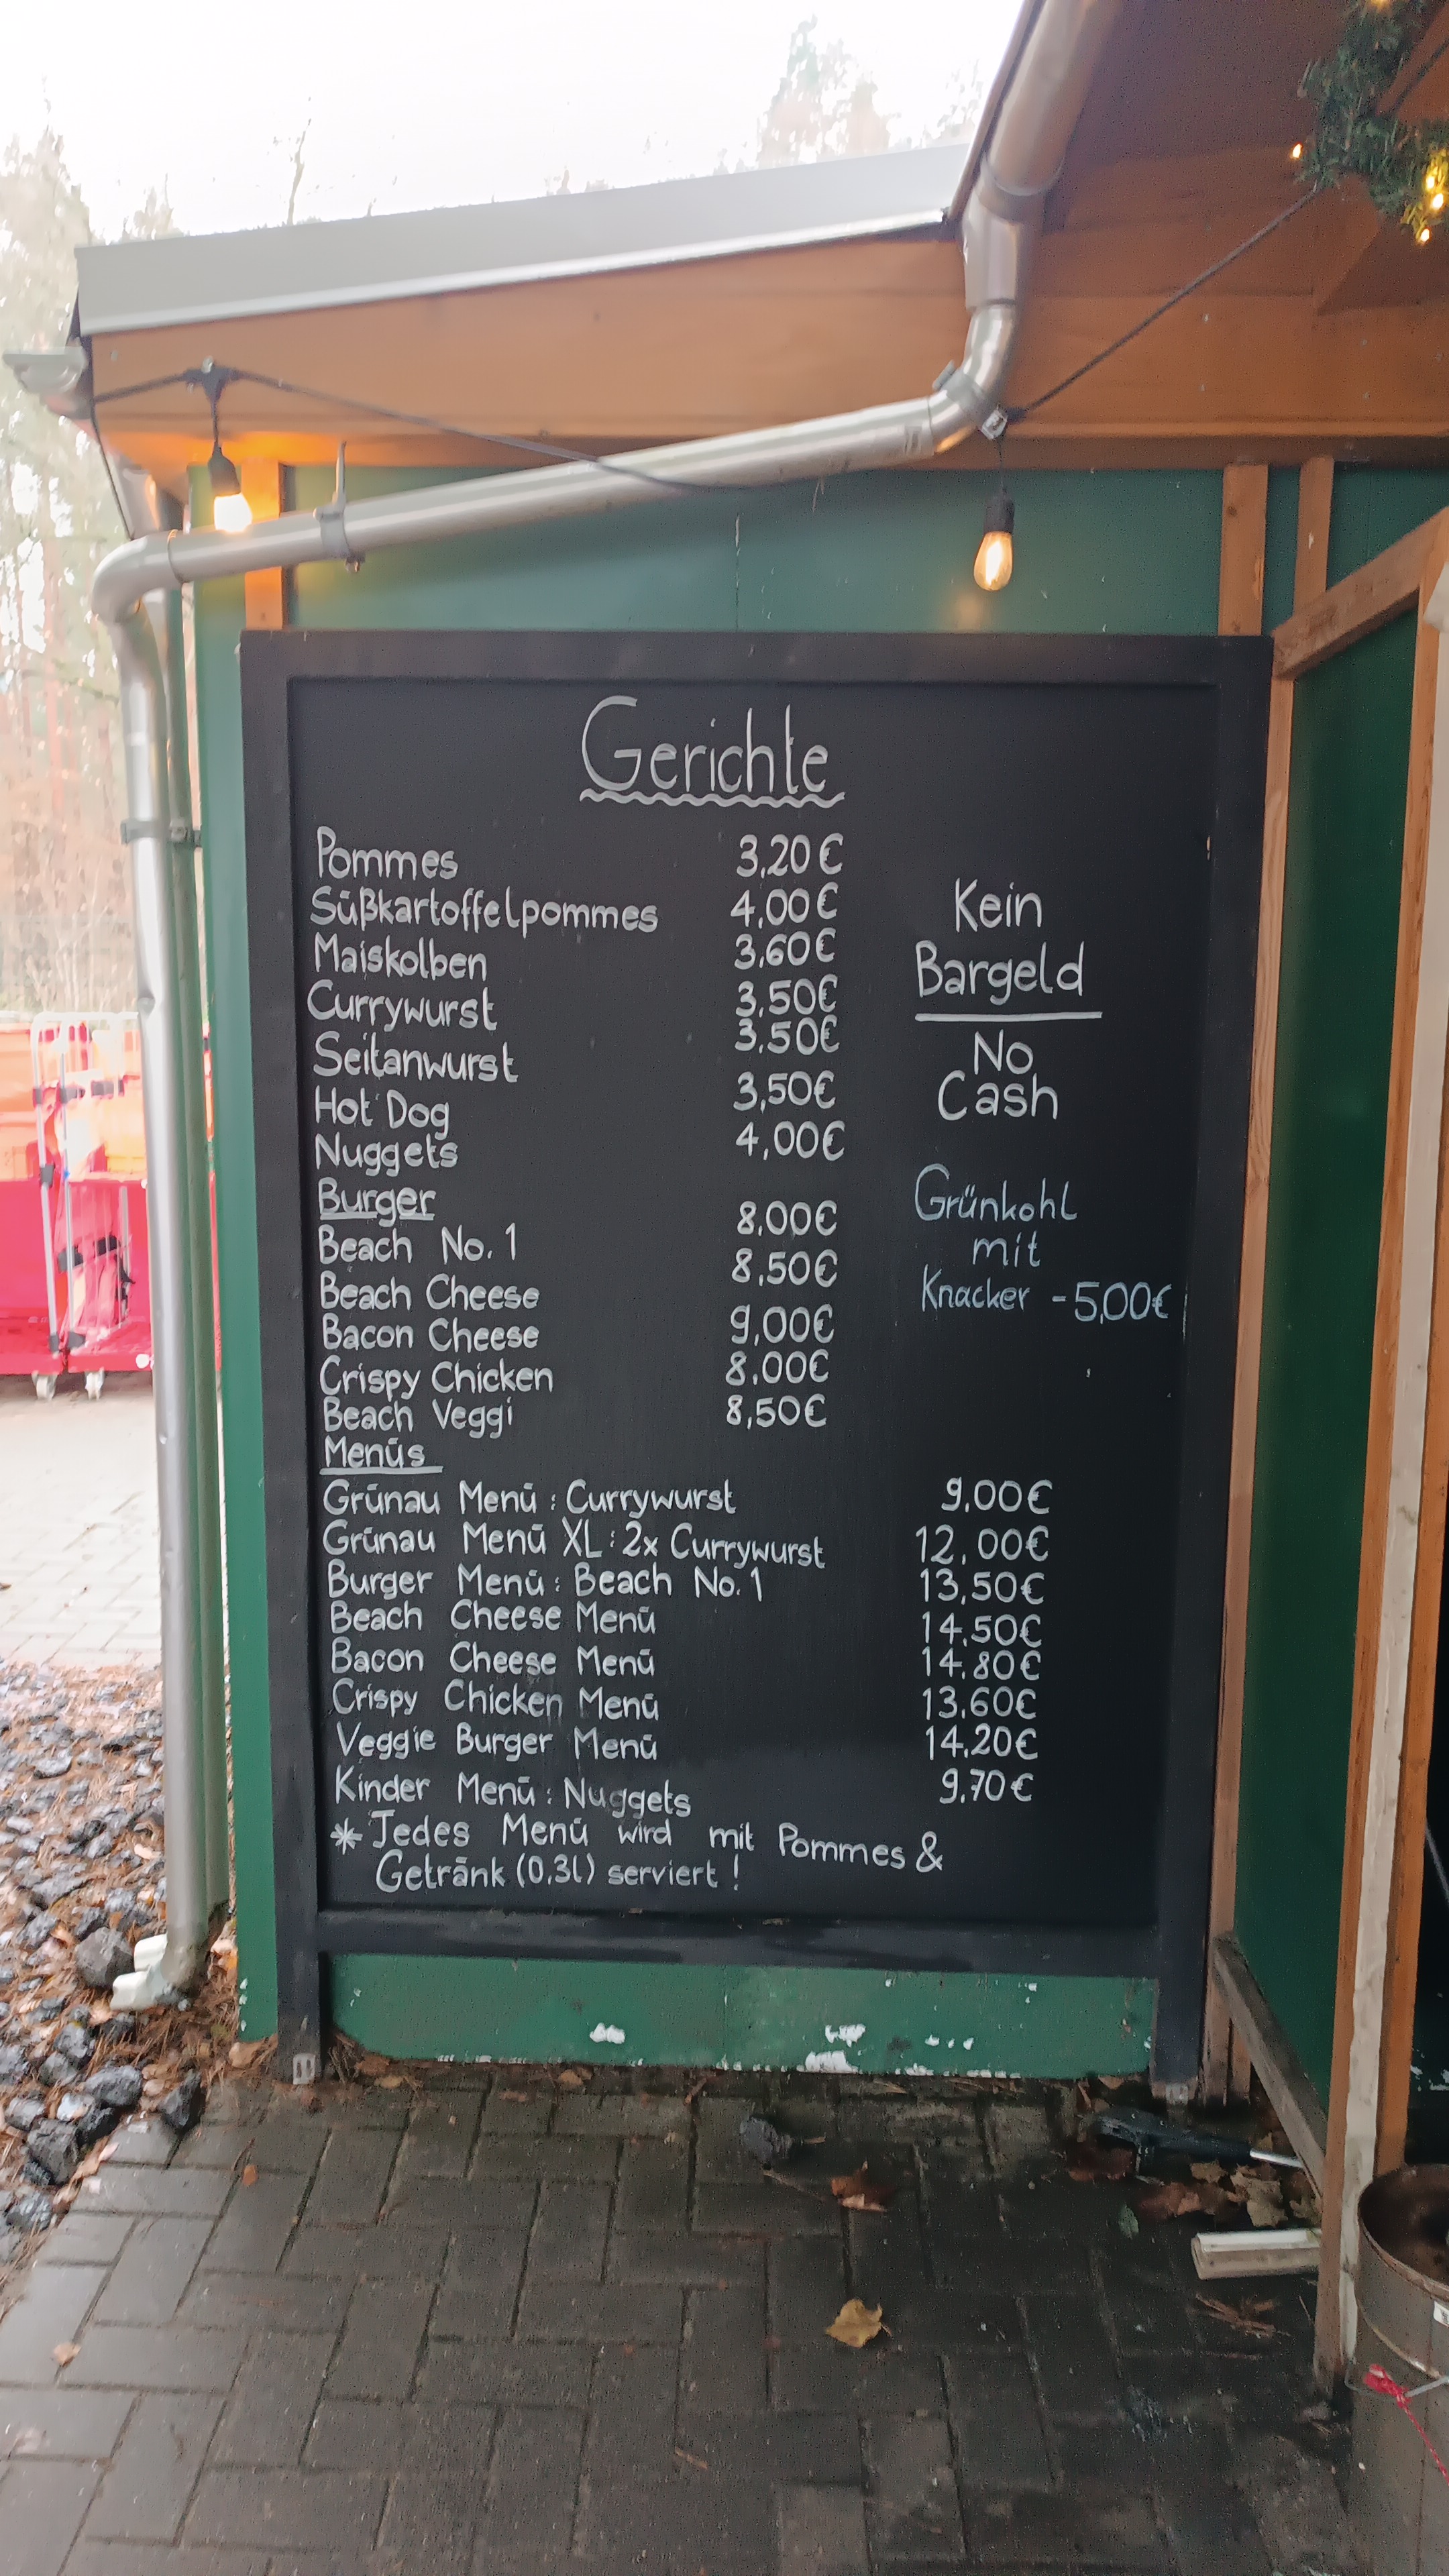 Gerichte
Pommes 3,20€
Süßkartoffelpommes 4,00€
Maiskolben 3,60€
Currywurst 3,50€
Seitanwurst 3,50€
Hot Dog 3,50€
Nuggets 4,00€
Burger
Beach No. 1 8,00€
Beach Cheese 8,50€
Bacon Cheese 9,00€
Crispy Chicken 8,00€
Beach Veggi 8,50€
Menüs
Grünau Menü : Currywurst 9,00€
Grünau Menü XL : 2x Currywurst 12,00€
Burger Menü : Beach No. 1 13,50€
Beach Cheese Menü 14,50€
Bacon Cheese Menü 14,80€
Crispy Chicken Menü 13,60€
Veggie Burger Menü 14,20€
Kinder Menü : Nuggets 9,70€
* Jedes Menü wird mit Pommes &
Getränk (0,3l) serviert !
Kein
Bargeld
No
Cash
Grünkohl
mit
Knacker - 5,00€